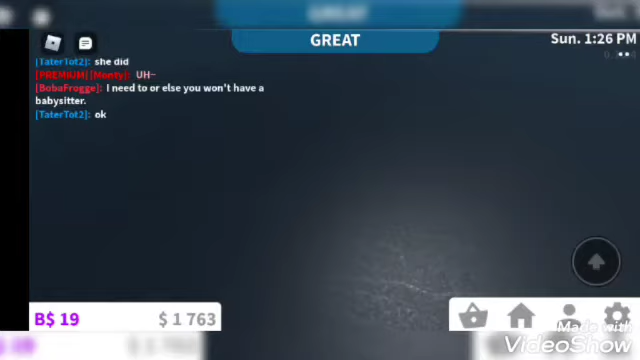 GREAT
Sun. 1:26 PM
[TaterTot2]: she did
[PREMIUM][Monty]: UH-
[BobaFrogge]: I need to or else you won't have a
babysitter.
[TaterTot2]: ok
B$ 19
$ 1 763
Made with
VideoShow